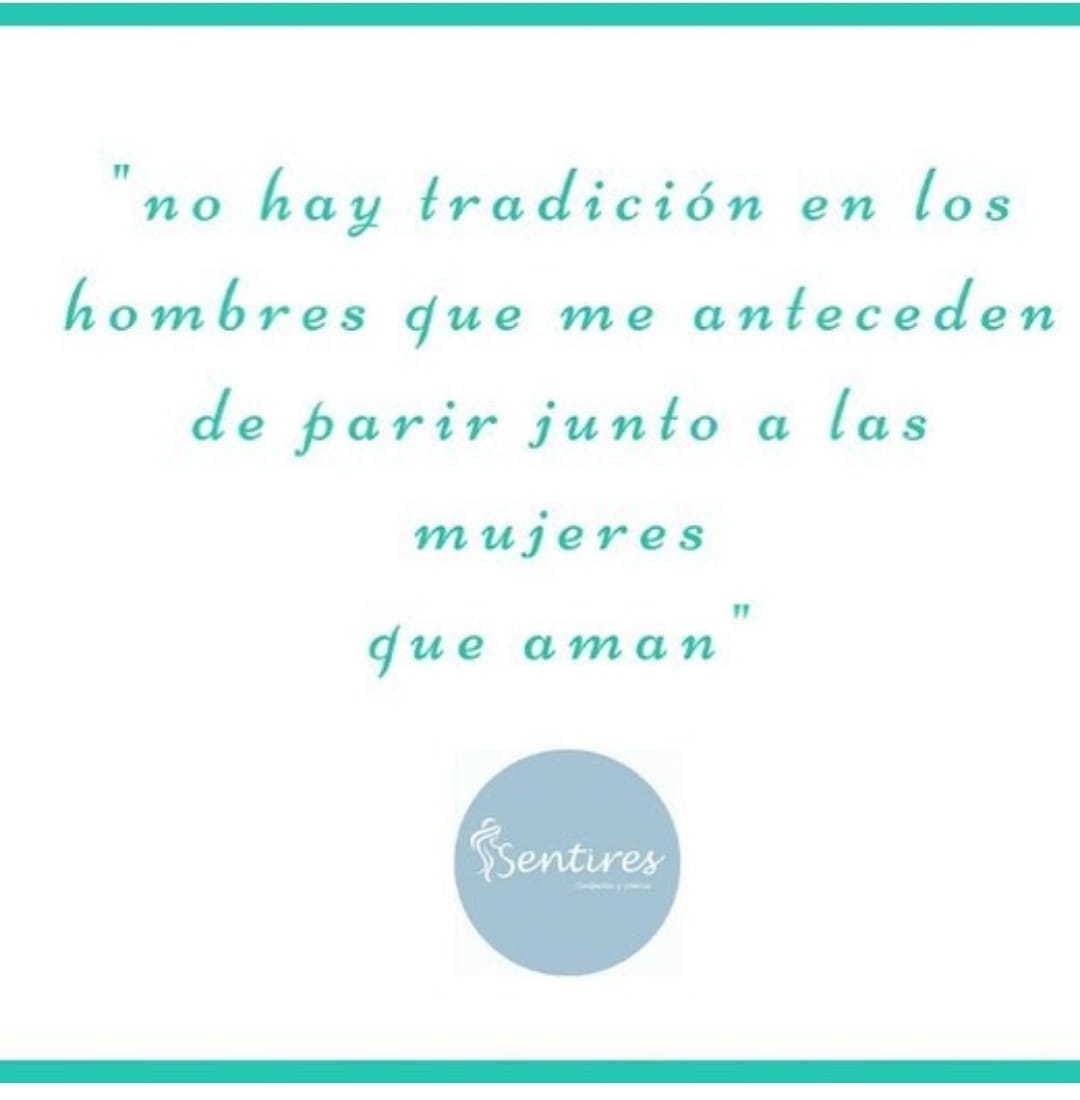 "no hay tradición en los
hombres que me anteceden
de parir junto a las
mujeres
que aman"
Sentires